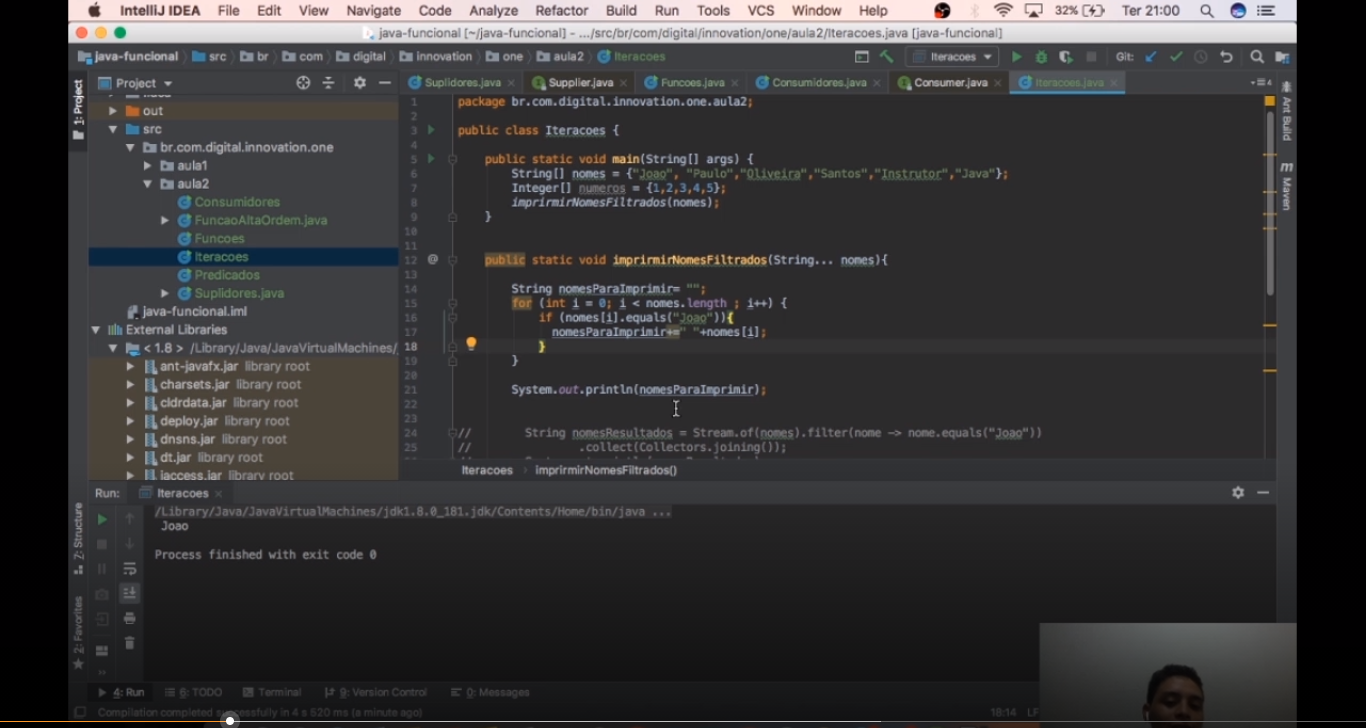 IntelliJ IDEA File Edit View Navigate Code Analyze Refactor Build Run Tools VCS Window Help 32% Ter 21:00
java-funcional [~/java-funcional] - .../src/br/com/digital/innovation/one/aula2/Iteracoes.java [java-funcional]
java-funcional src br com digital innovation one aula2 Iteracoes Iteracoes Git:
Project Suplidores.java Supplier.java Funcoes.java Consumidores.java Consumer.java Iteracoes.java
1: Project
out
src
br.com.digital.innovation.one
aula1
aula2
Consumidores
FuncaoAltaOrdem.java
Funcoes
Iteracoes
Predicados
Suplidores.java
java-funcional.iml
External Libraries
< 1.8 > /Library/Java/JavaVirtualMachines/
ant-javafx.jar library root
charsets.jar library root
cldrdata.jar library root
deploy.jar library root
dnsns.jar library root
dt.jar library root
jaccess.jar library root
1 package br.com.digital.innovation.one.aula2;
2
3 public class Iteracoes {
4
5 public static void main(String[] args) {
6 String[] nomes = {"Joao", "Paulo","Oliveira","Santos","Instrutor","Java"};
7 Integer[] numeros = {1,2,3,4,5};
8 imprirmirNomesFiltrados(nomes);
9 }
10
11
12 @ public static void imprirmirNomesFiltrados(String... nomes){
13
14 String nomesParaImprimir= "";
15 for (int i = 0; i < nomes.length ; i++) {
16 if (nomes[i].equals("Joao")){
17 nomesParaImprimir+=" "+nomes[i];
18 }
19 }
20
21 System.out.println(nomesParaImprimir);
22
23
24 // String nomesResultados = Stream.of(nomes).filter(nome -> nome.equals("Joao"))
25 // .collect(Collectors.joining());
Iteracoes imprirmirNomesFiltrados()
Ant Build
m Maven
Run: Iteracoes
/Library/Java/JavaVirtualMachines/jdk1.8.0_181.jdk/Contents/Home/bin/java ...
Joao
Process finished with exit code 0
Z: Structure
2: Favorites
4: Run 6: TODO Terminal 9: Version Control 0: Messages
Compilation completed successfully in 4 s 520 ms (a minute ago) 18:14 LF